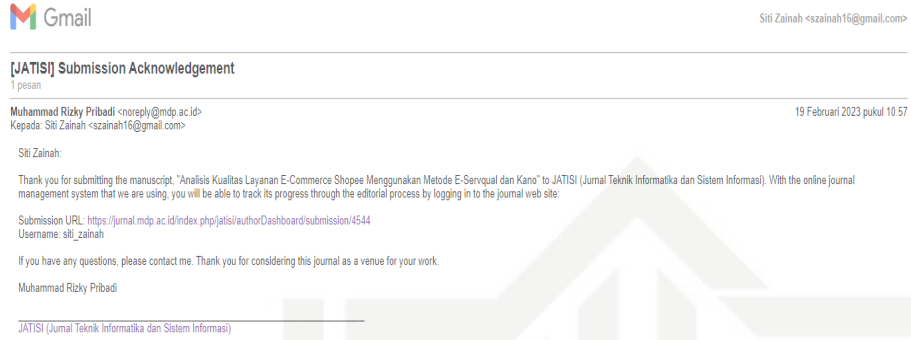 Gmail
Siti Zainah <szainah16@gmail.com>
[JATISI] Submission Acknowledgement
1 pesan
Muhammad Rizky Pribadi <noreply@mdp.ac.id>
19 Februari 2023 pukul 10.57
Kepada: Siti Zainah <szainah16@gmail.com>
Siti Zainah:
Thank you for submitting the manuscript, "Analisis Kualitas Layanan E-Commerce Shopee Menggunakan Metode E-Servqual dan Kano" to JATISI (Jurnal Teknik Informatika dan Sistem Informasi). With the online journal
management system that we are using, you will be able to track its progress through the editorial process by logging in to the journal web site:
Submission URL: https://jurnal.mdp.ac.id/index.php/jatisi/authorDashboard/submission/4544
Username: siti_zainah
If you have any questions, please contact me. Thank you for considering this journal as a venue for your work.
Muhammad Rizky Pribadi
JATISI (Jurnal Teknik Informatika dan Sistem Informasi)